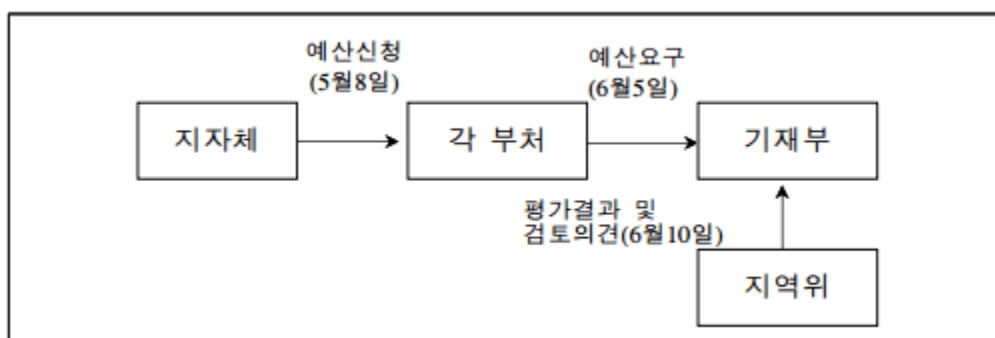 예산신청
(5월8일)
예산요구
(6월5일)
지자체
각 부처
기재부
평가결과 및
검토의견(6월10일)
지역위